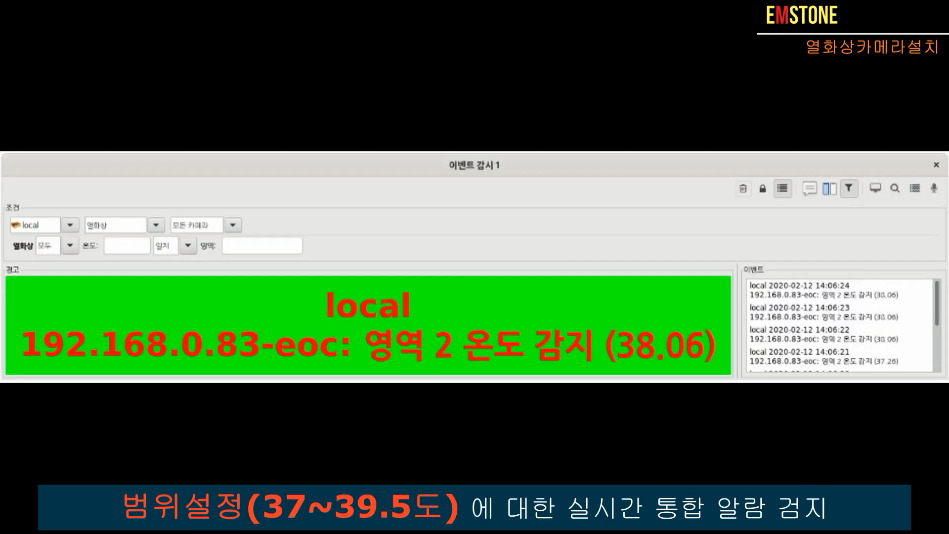 EMSTONE
열화상카메라설치
이벤트 감시 1
조건
local
열화상
모든 카메라
열화상
모두
온도:
일치
영역:
경고
local
192.168.0.83-eoc: 영역 2 온도 감지 (38.06)
이벤트
local 2020-02-12 14:06:24
192.168.0.83-eoc: 영역 2 온도 감지 (38.06)
local 2020-02-12 14:06:23
192.168.0.83-eoc: 영역 2 온도 감지 (38.06)
local 2020-02-12 14:06:22
192.168.0.83-eoc: 영역 2 온도 감지 (38.06)
local 2020-02-12 14:06:21
192.168.0.83-eoc: 영역 2 온도 감지 (37.26)
범위설정(37~39.5도) 에 대한 실시간 통합 알람 검지